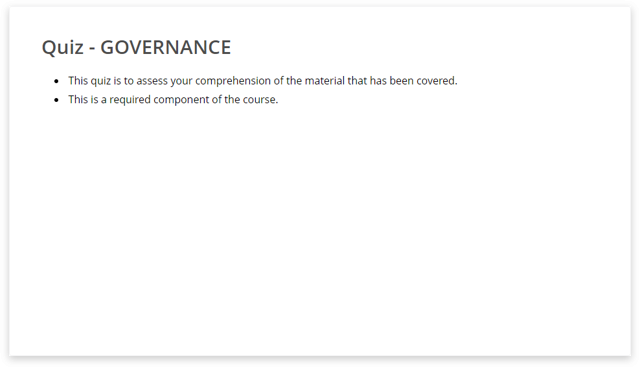 Quiz - GOVERNANCE
• This quiz is to assess your comprehension of the material that has been covered.
• This is a required component of the course.